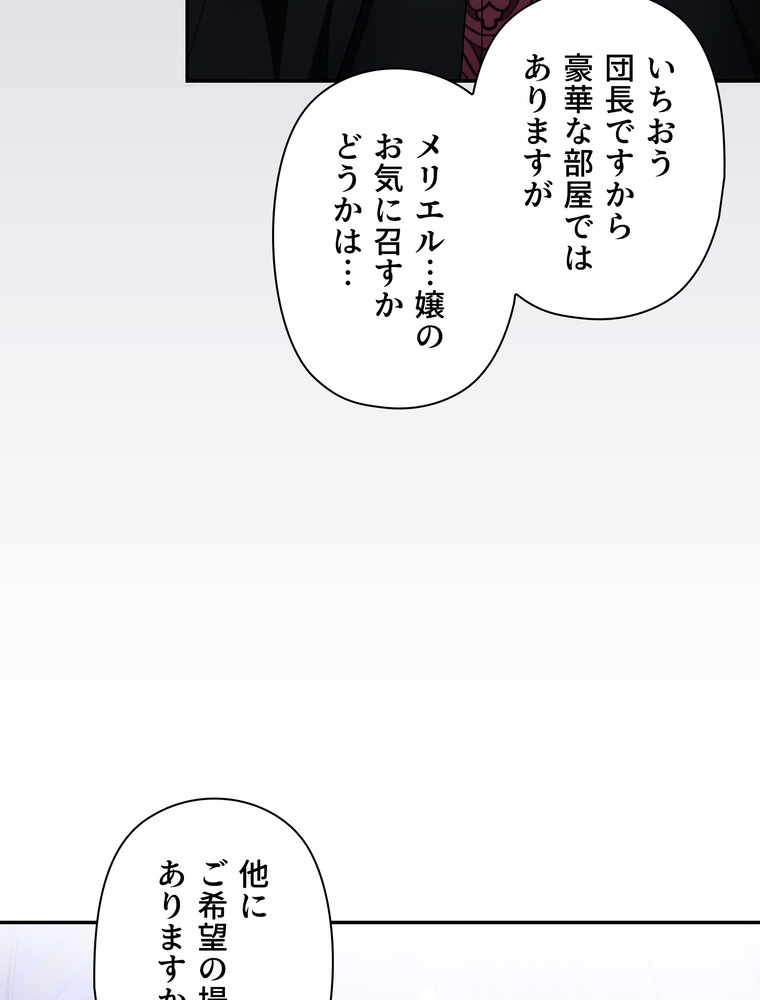 いちおう
団長ですから
豪華な部屋では
ありますが
メリエル…嬢の
お気に召すか
どうかは…
他に
ご希望の場
ありますか